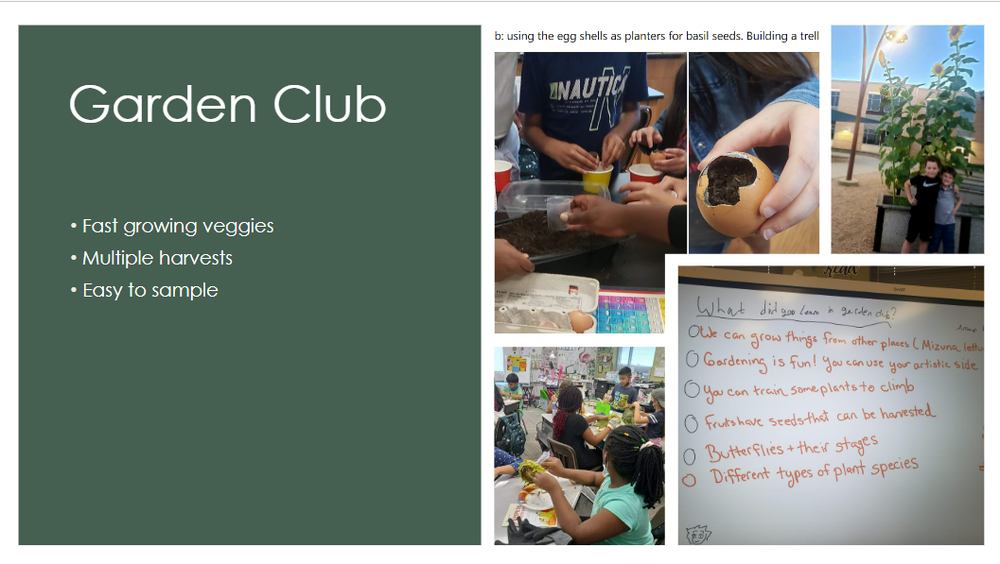 Garden Club
• Fast growing veggies
• Multiple harvests
• Easy to sample
b: using the egg shells as planters for basil seeds. Building a trell
NAUTICA
read
What did you learn in garden club?
We can grow things from other places (Mizuna, lettu
Gardening is fun! You can use your artistic side
You can train some plants to climb
Fruits have seeds that can be harvested
Butterflies + their stages
Different types of plant species